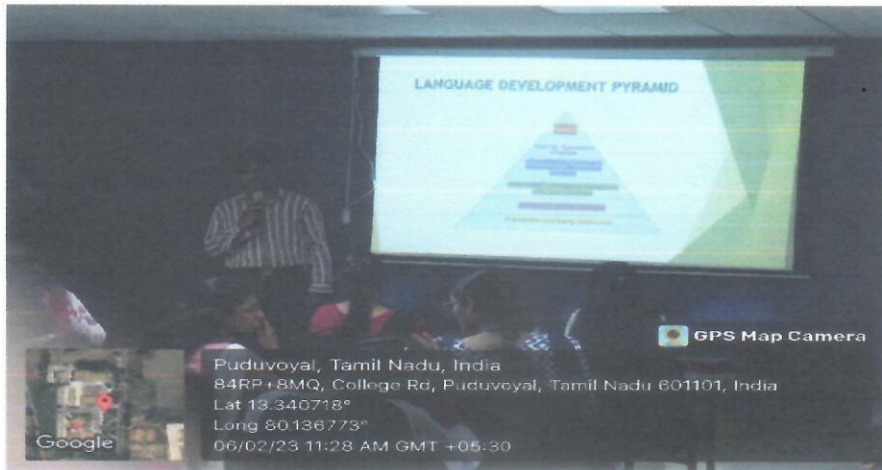 LANGUAGE DEVELOPMENT PYRAMID
GPS Map Camera
Puduvoyal, Tamil Nadu, India
84RP+8MQ, College Rd, Puduvoyal, Tamil Nadu 601101, India
Lat 13.340718°
Long 80.136773°
06/02/23 11:28 AM GMT +05:30
Google